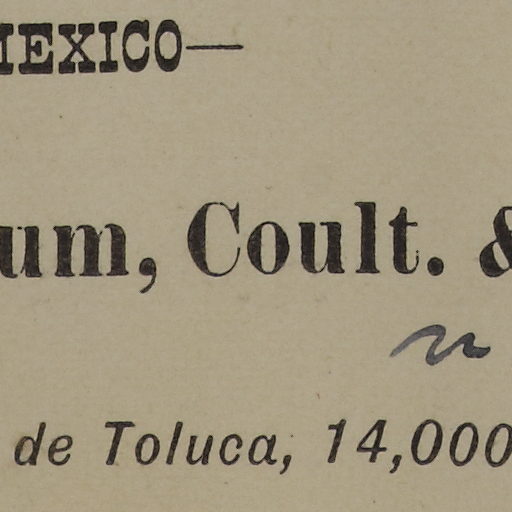 MEXICO—
um, Coult. &
n
de Toluca, 14,000